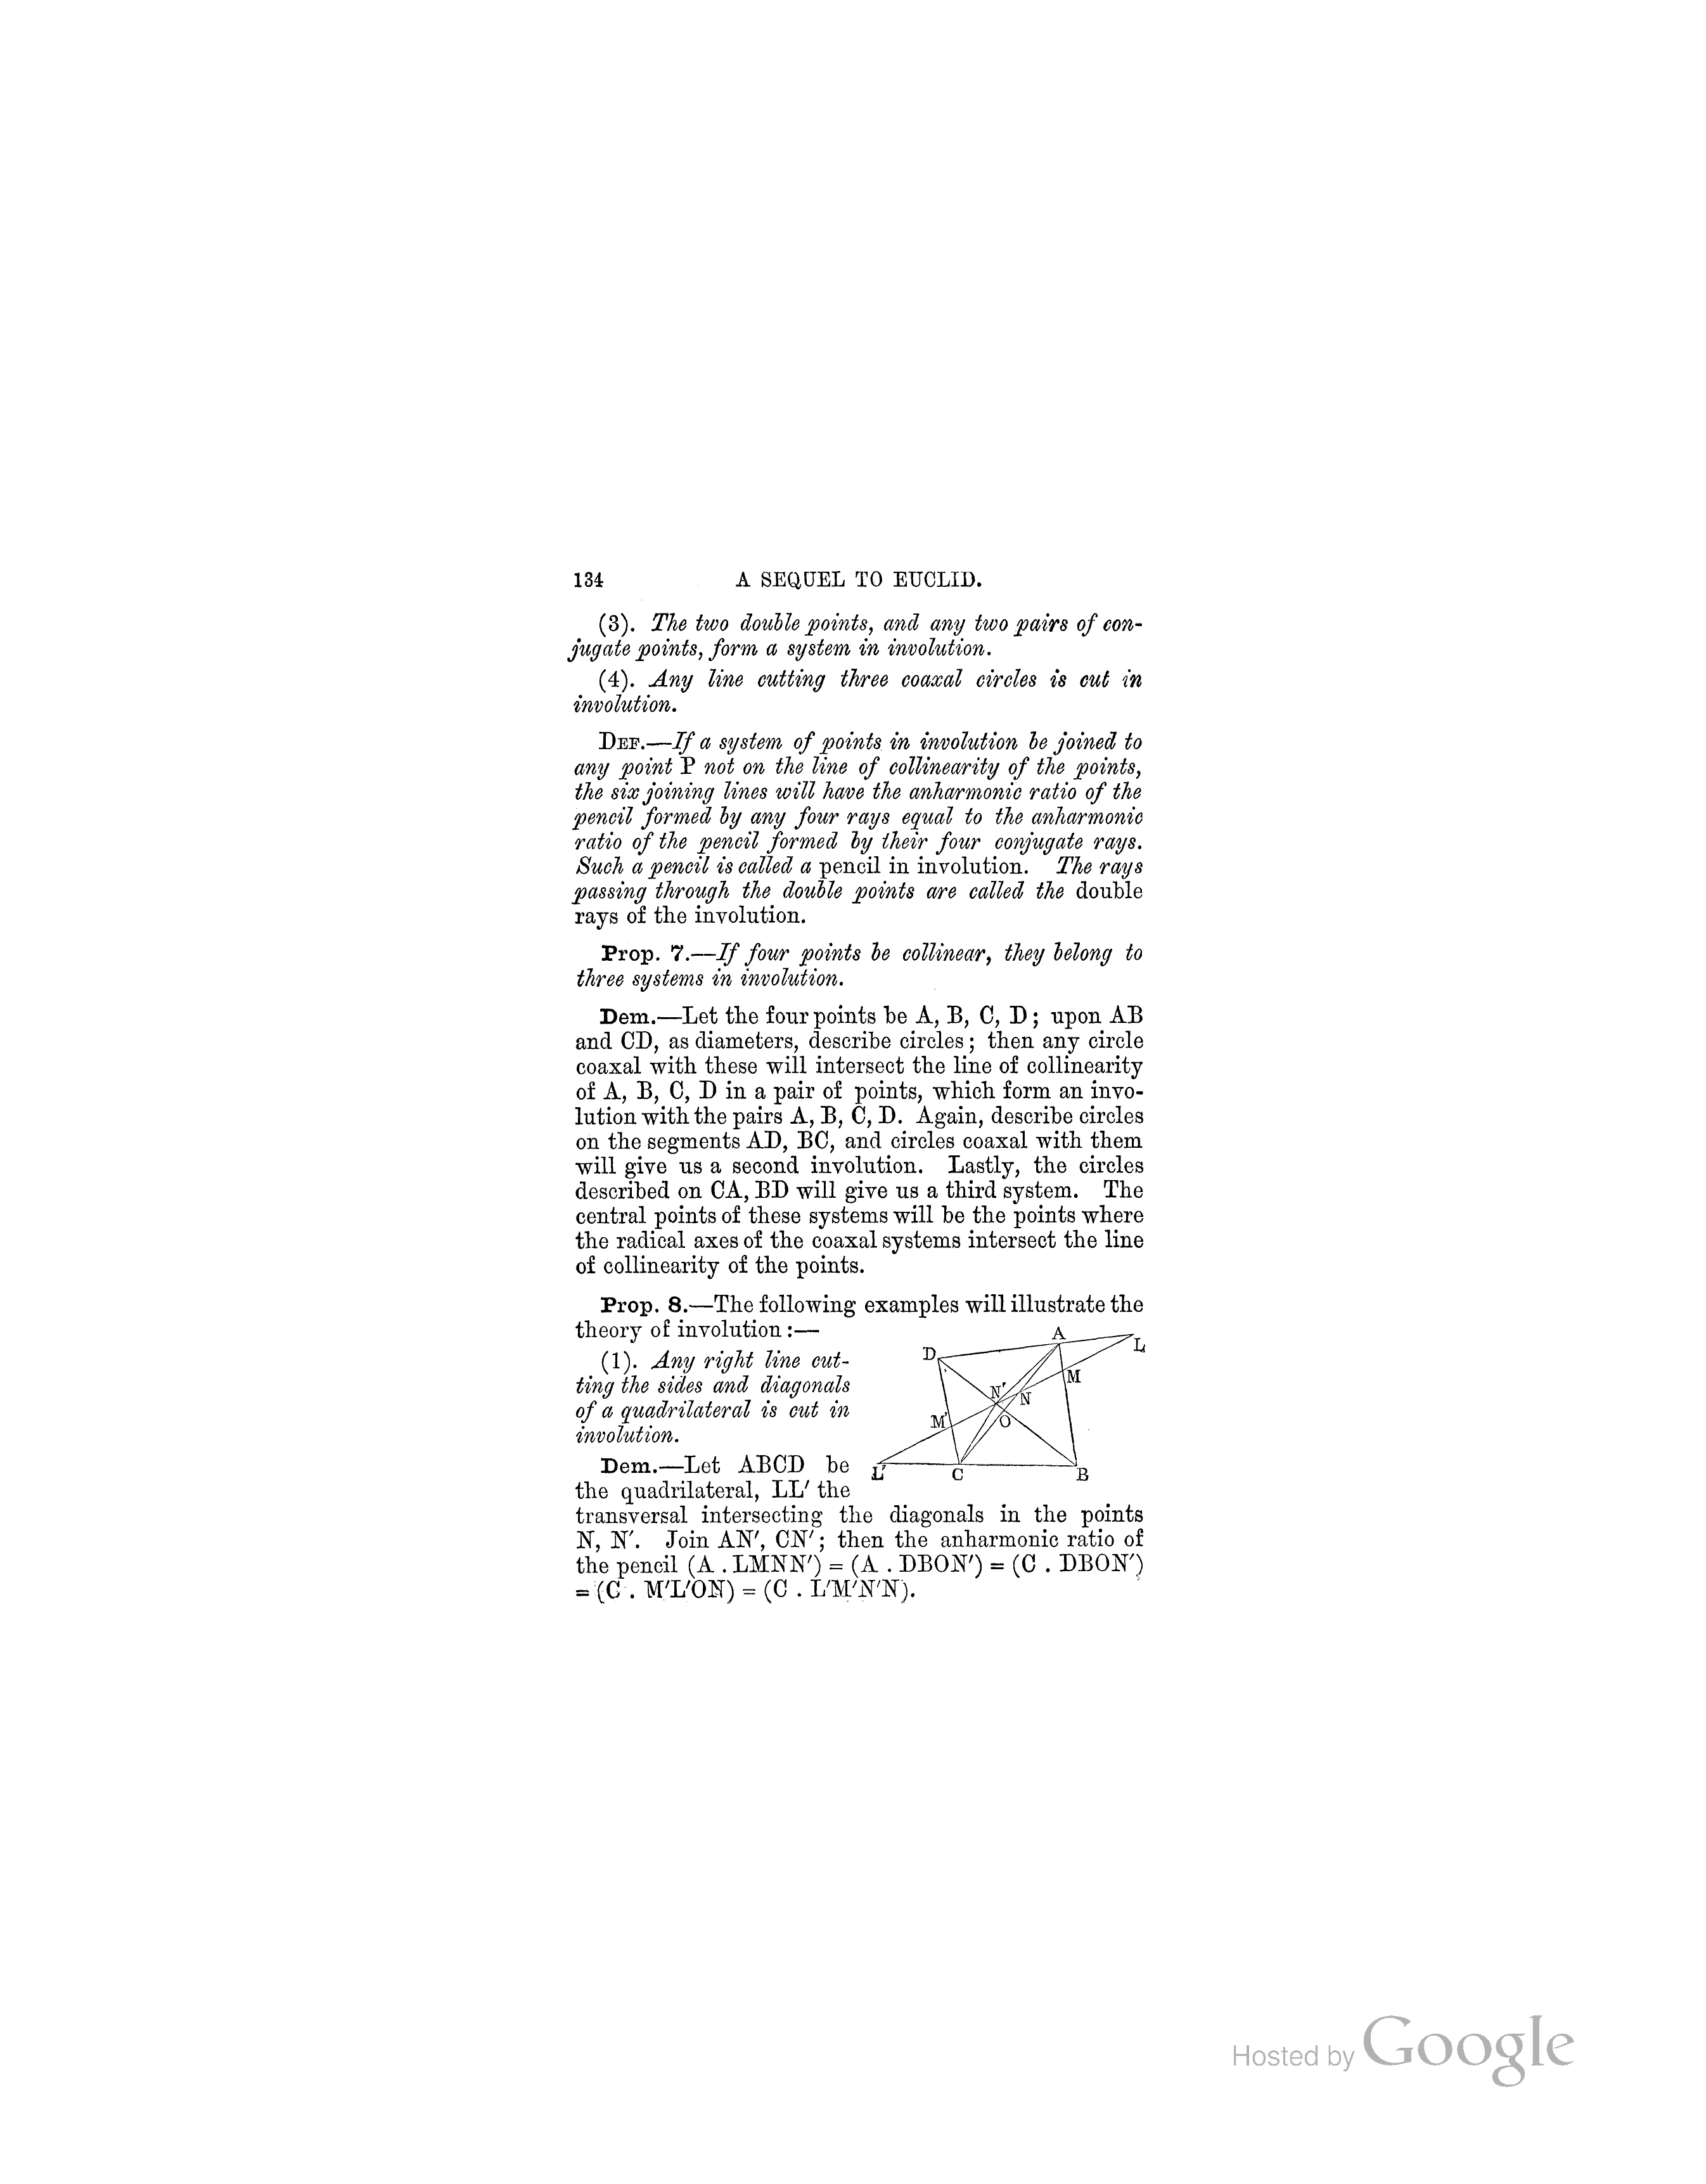 134 A SEQUEL TO EUCLID.
(3). The two double points, and any two pairs of con-
jugate points, form a system in involution.
(4). Any line cutting three coaxal circles is cut in
involution.
DEF.—If a system of points in involution be joined to
any point P not on the line of collinearity of the points,
the six joining lines will have the anharmonic ratio of the
pencil formed by any four rays equal to the anharmonic
ratio of the pencil formed by their four conjugate rays.
Such a pencil is called a pencil in involution. The rays
passing through the double points are called the double
rays of the involution.
Prop. 7.—If four points be collinear, they belong to
three systems in involution.
Dem.—Let the four points be A, B, C, D; upon AB
and CD, as diameters, describe circles; then any circle
coaxal with these will intersect the line of collinearity
of A, B, C, D in a pair of points, which form an invo-
lution with the pairs A, B, C, D. Again, describe circles
on the segments AD, BC, and circles coaxal with them
will give us a second involution. Lastly, the circles
described on CA, BD will give us a third system. The
central points of these systems will be the points where
the radical axes of the coaxal systems intersect the line
of collinearity of the points.
Prop. 8.—The following examples will illustrate the
theory of involution:—
(1). Any right line cut-
ting the sides and diagonals
of a quadrilateral is cut in
involution.
Dem.—Let ABCD be
the quadrilateral, LL′ the
A
L
D
M
N′
N
M′
O
L′
C
B
transversal intersecting the diagonals in the points
N, N′. Join AN′, CN′; then the anharmonic ratio of
the pencil (A . LMNN′) = (A . DBON′) = (C . DBON′)
= (C . M′L′ON) = (C . L′M′N′N).
Hosted by Google